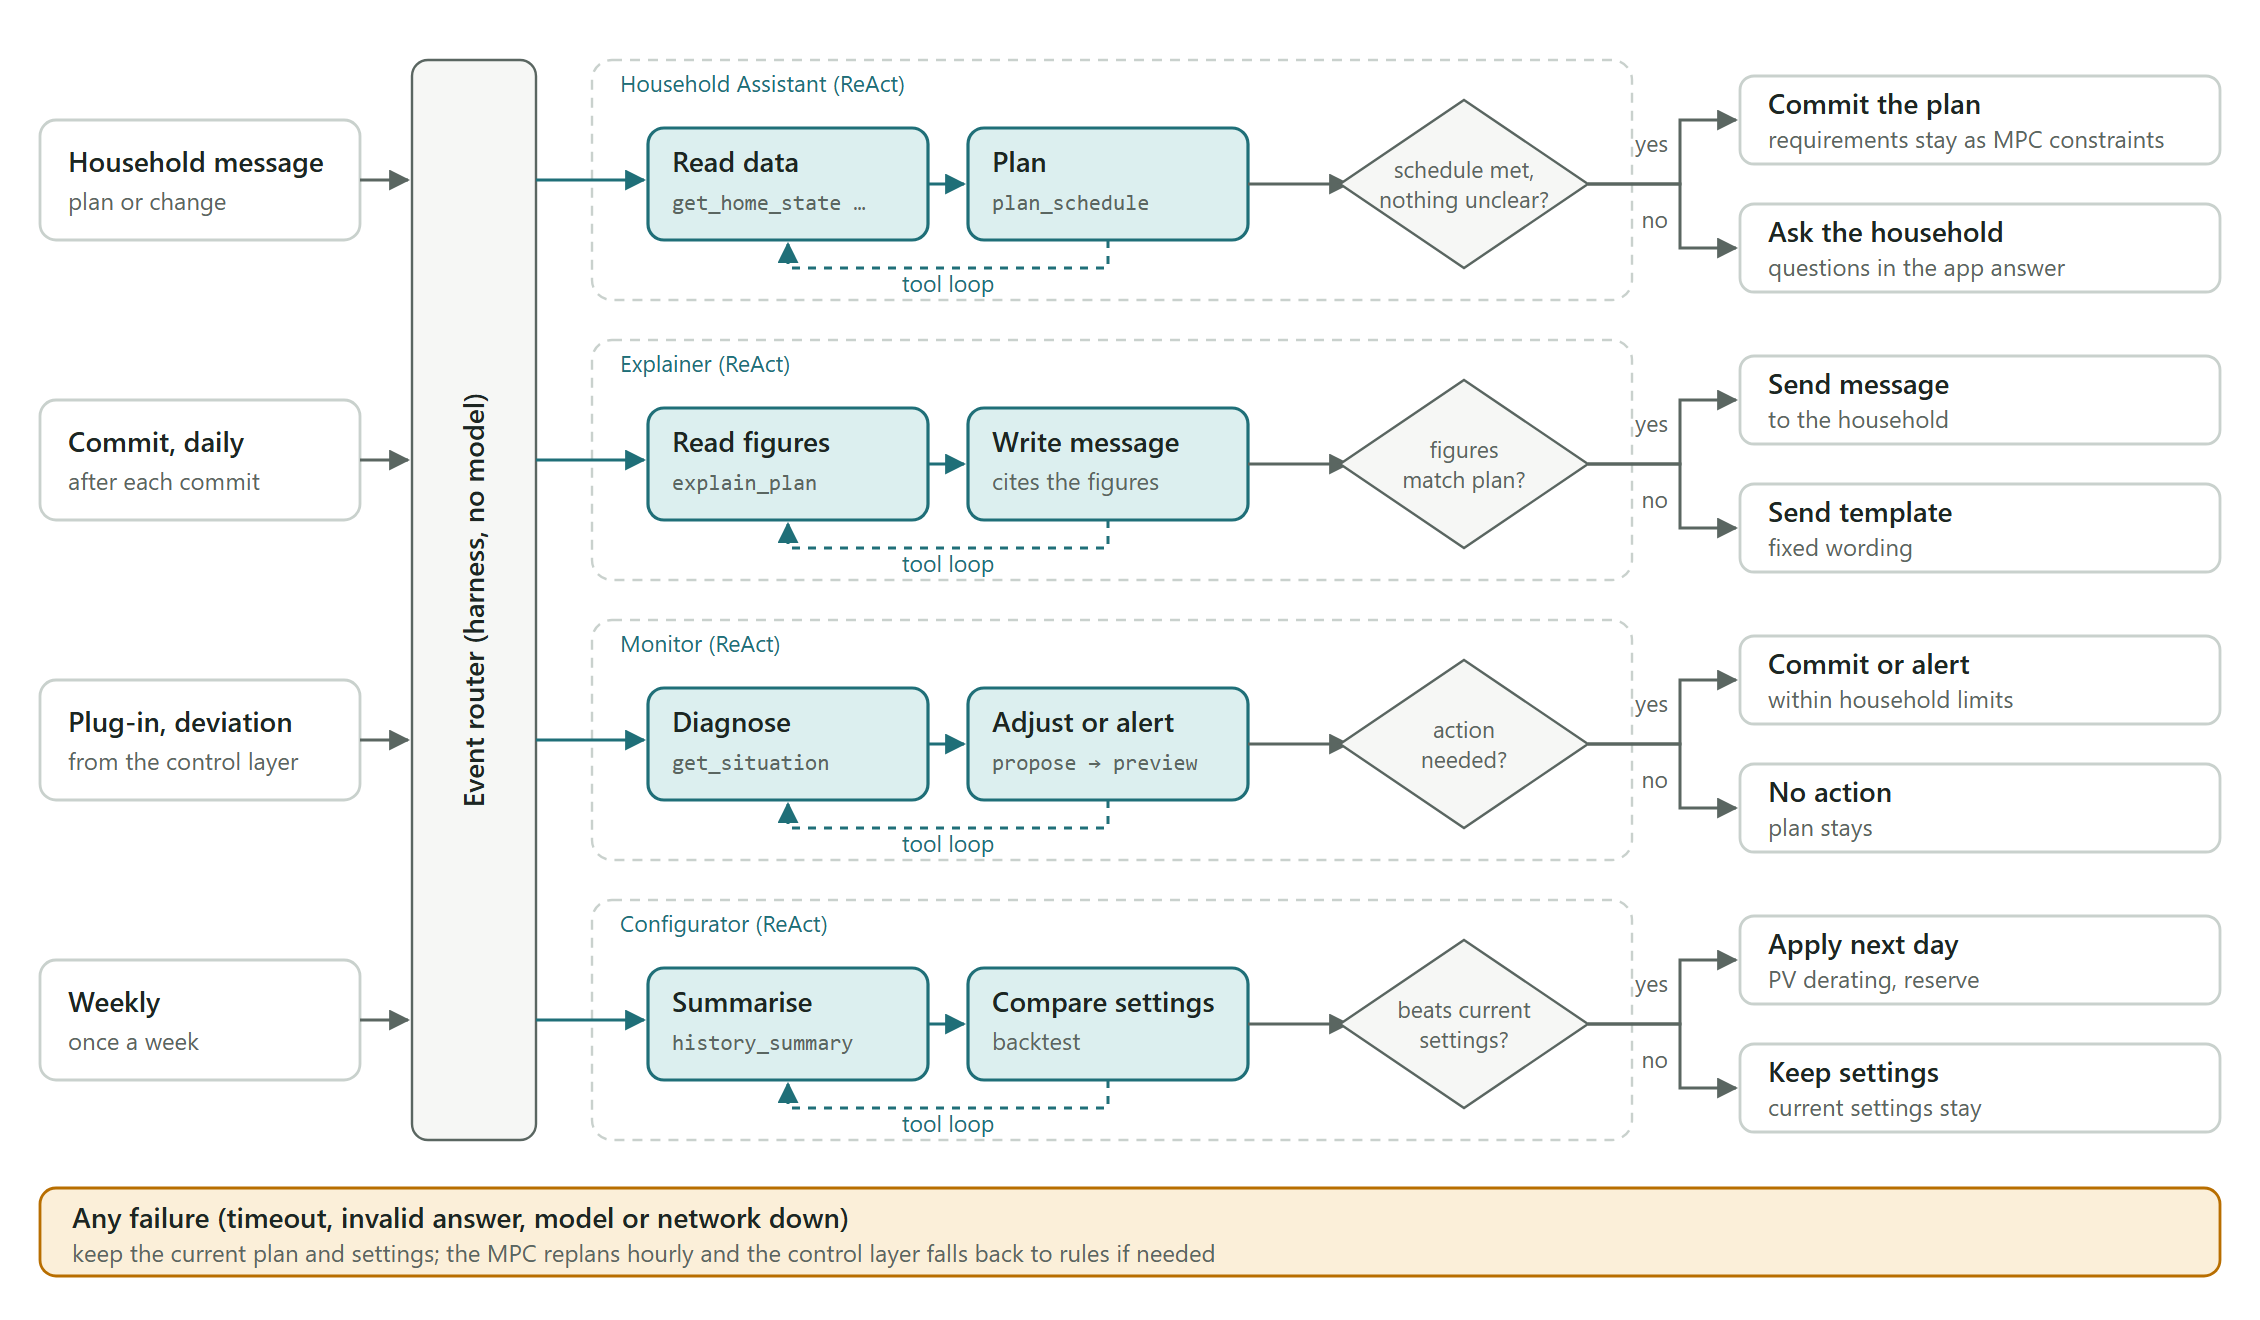 Household message
plan or change
Commit, daily
after each commit
Plug-in, deviation
from the control layer
Weekly
once a week
Event router (harness, no model)
Household Assistant (ReAct)
Read data
get_home_state …
Plan
plan_schedule
tool loop
schedule met,
nothing unclear?
yes
no
Commit the plan
requirements stay as MPC constraints
Ask the household
questions in the app answer
Explainer (ReAct)
Read figures
explain_plan
Write message
cites the figures
tool loop
figures
match plan?
yes
no
Send message
to the household
Send template
fixed wording
Monitor (ReAct)
Diagnose
get_situation
Adjust or alert
propose → preview
tool loop
action
needed?
yes
no
Commit or alert
within household limits
No action
plan stays
Configurator (ReAct)
Summarise
history_summary
Compare settings
backtest
tool loop
beats current
settings?
yes
no
Apply next day
PV derating, reserve
Keep settings
current settings stay
Any failure (timeout, invalid answer, model or network down)
keep the current plan and settings; the MPC replans hourly and the control layer falls back to rules if needed